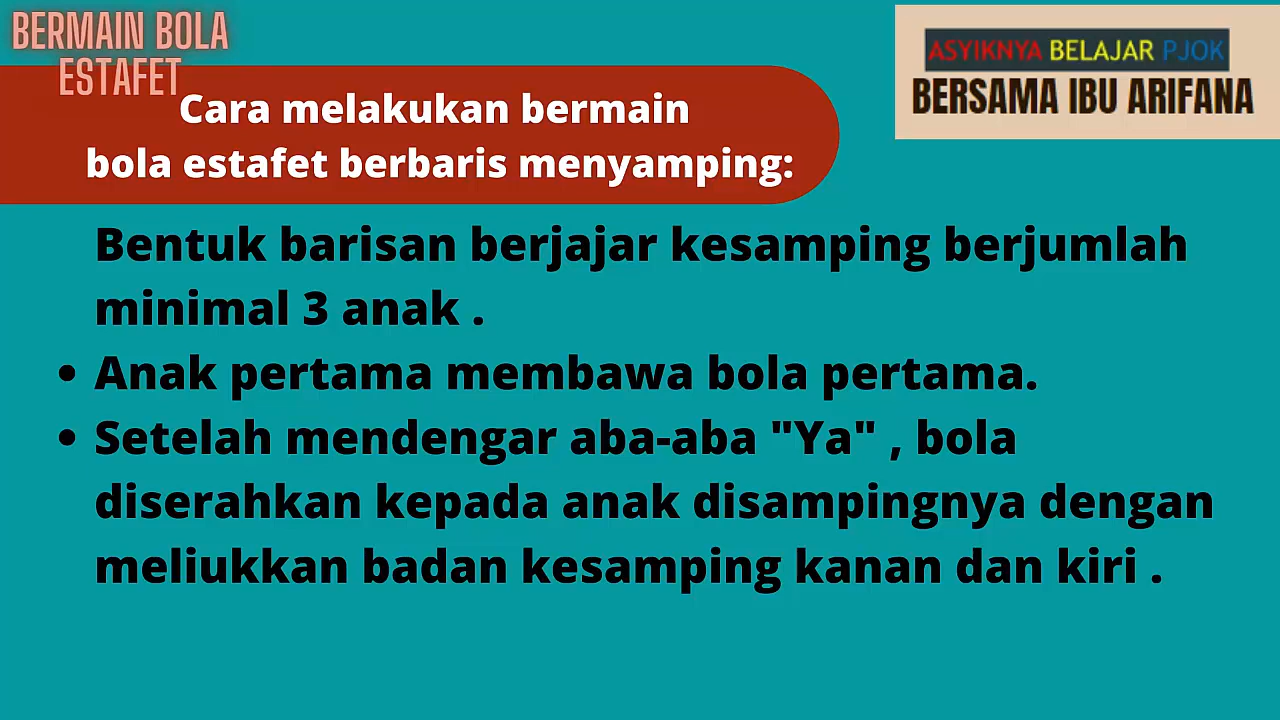 BERMAIN BOLA
ESTAFET
ASYIKNYA BELAJAR PJOK
BERSAMA IBU ARIFANA
Cara melakukan bermain
bola estafet berbaris menyamping:
Bentuk barisan berjajar kesamping berjumlah
minimal 3 anak .
• Anak pertama membawa bola pertama.
• Setelah mendengar aba-aba "Ya" , bola
diserahkan kepada anak disampingnya dengan
meliukkan badan kesamping kanan dan kiri .